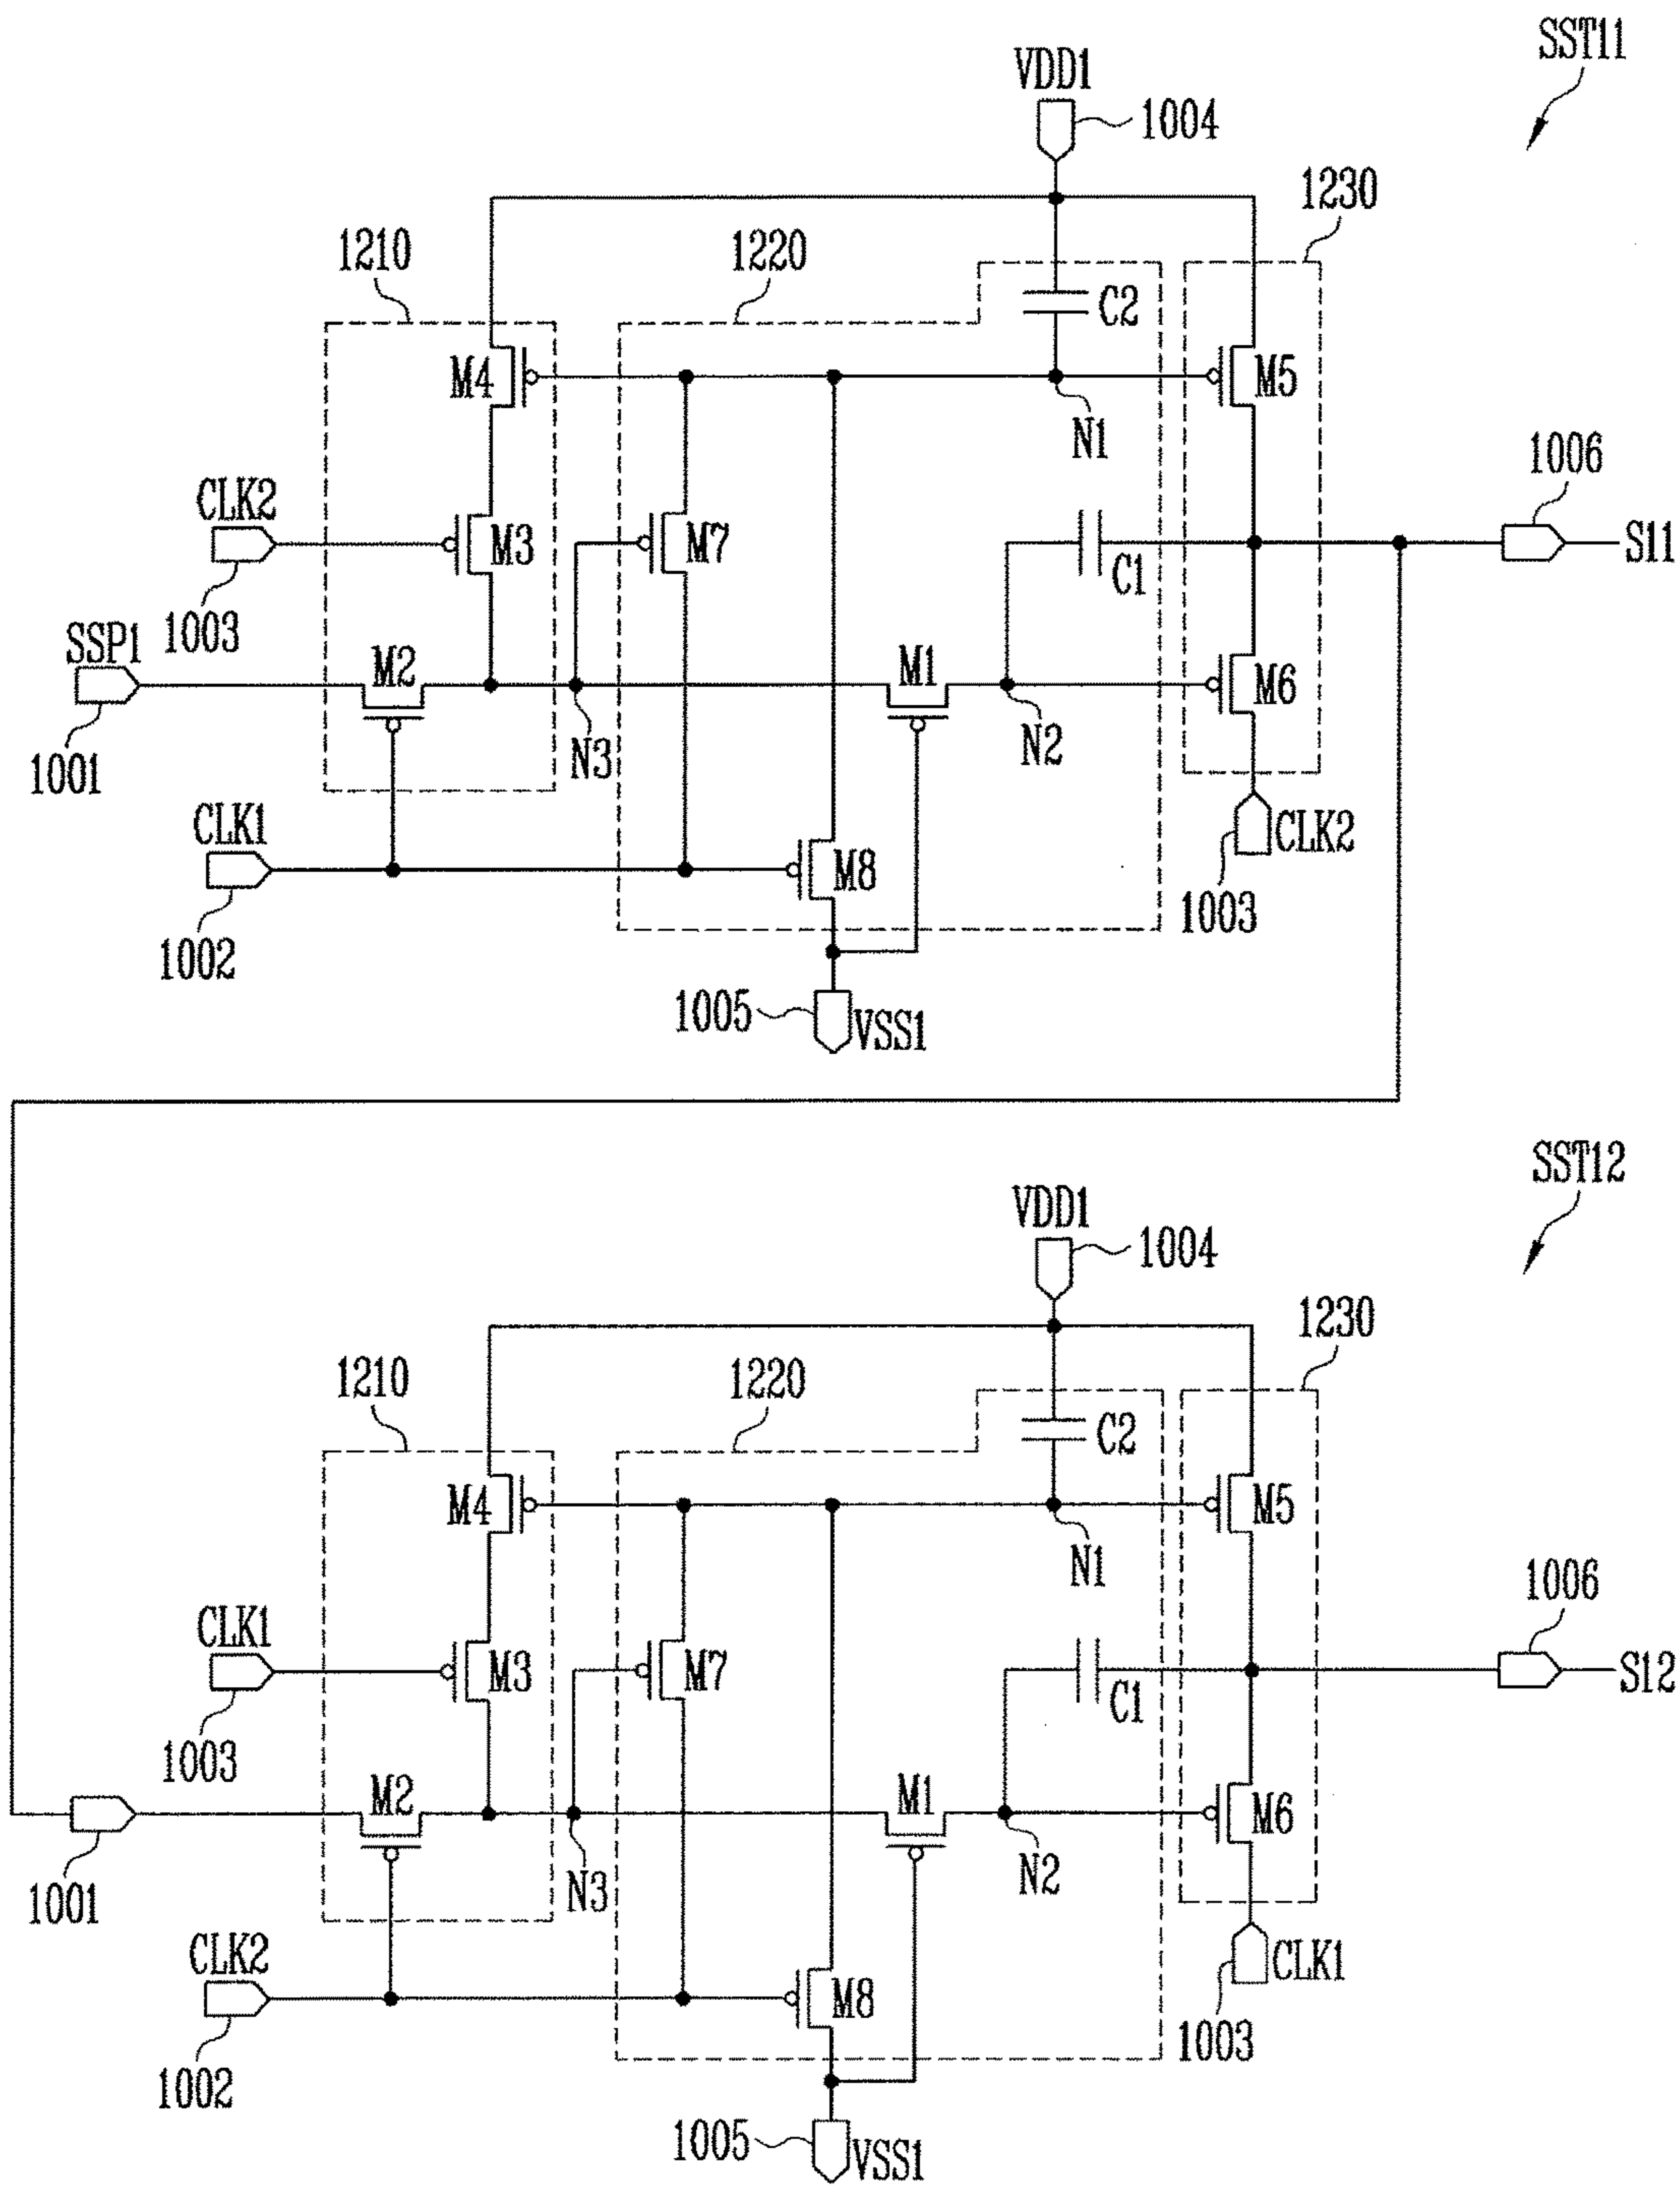 SST11
VDD1
1004
1230
1210
1220
C2
M4
M5
N1
CLK2
1006
M3
M7
C1
S11
1003
SSP1
M2
M1
M6
N3
N2
1001
CLK1
M8
CLK2
1003
1002
1005
VSS1
SST12
VDD1
1004
1230
1210
1220
C2
M4
M5
N1
1006
CLK1
M3
M7
S12
C1
1003
M2
M1
M6
N3
N2
1001
CLK2
M8
CLK1
1003
1002
1005
VSS1